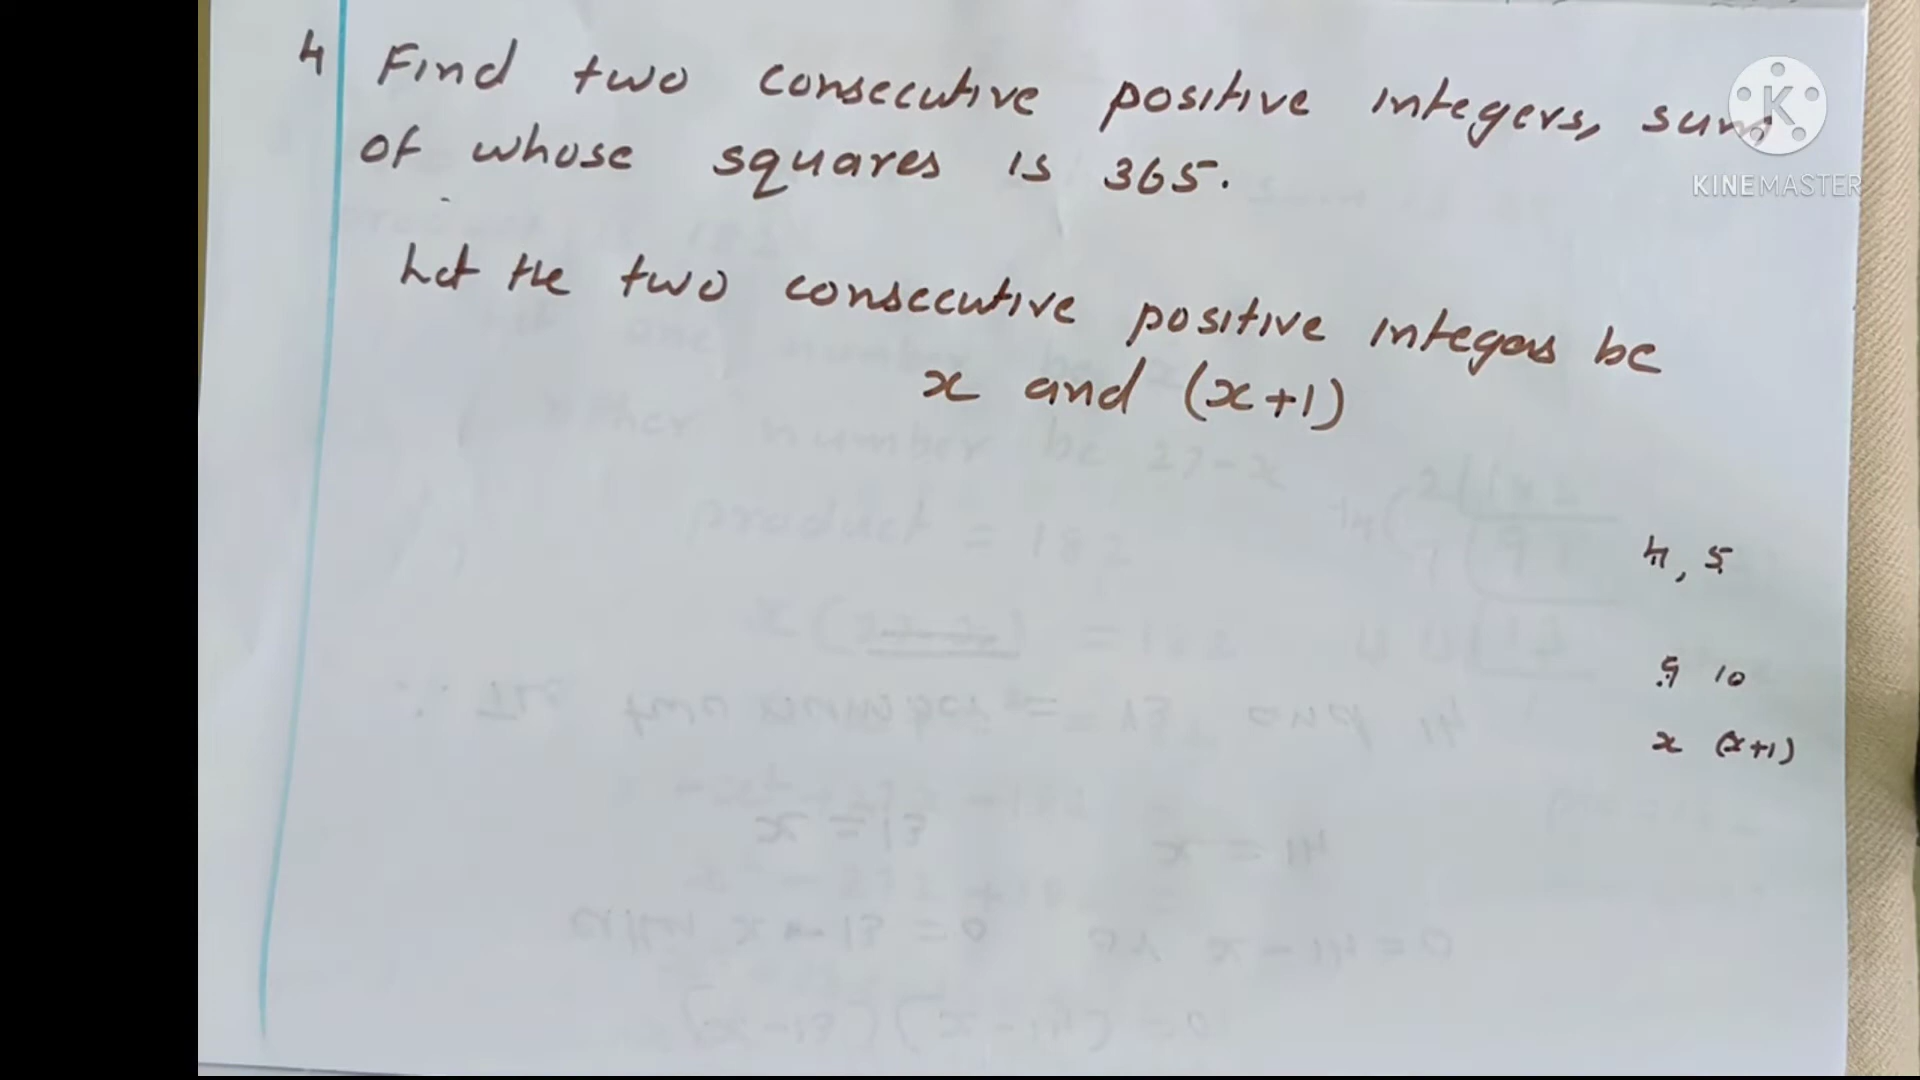 4 Find two consecutive positive integers, sum
of whose squares is 365.
KINEMASTER
Let the two consecutive positive integers be
x and (x+1)
4, 5
9 10
x (x+1)